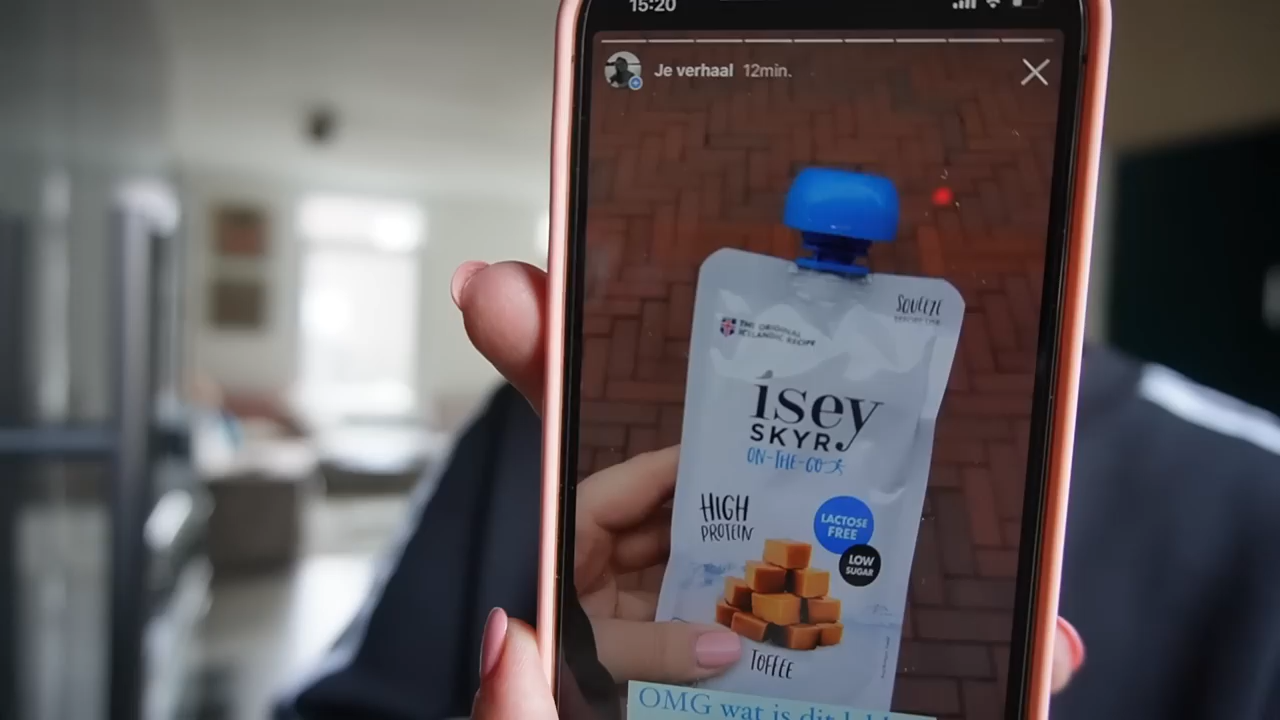 15:20
Je verhaal 12min.
SQUEEZE
THE ORIGINAL
ICELANDIC RECIPE
ísey
SKYR
ON-THE-GO
HIGH
PROTEIN
LACTOSE
FREE
LOW
SUGAR
TOFFEE
OMG wat is dit